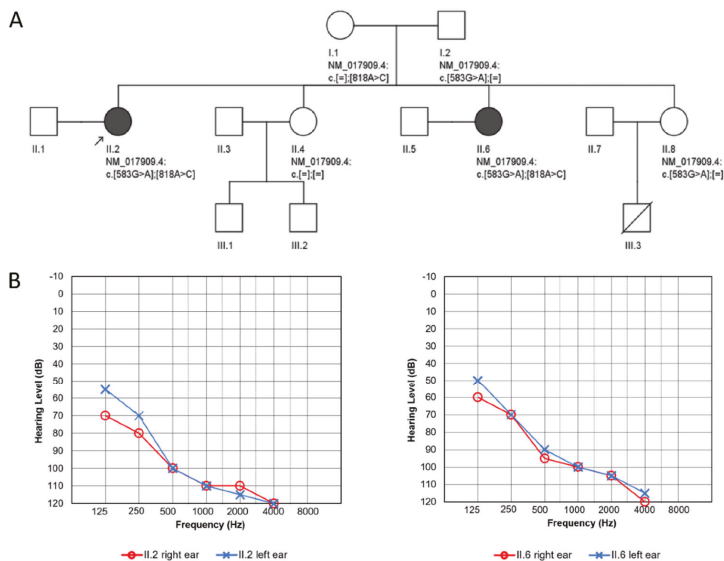 A
I.1
NM_017909.4:
c.[=];[818A>C]
I.2
NM_017909.4:
c.[583G>A];[=]
II.1
II.2
NM_017909.4:
c.[583G>A];[818A>C]
II.3
II.4
NM_017909.4:
c.[=];[=]
II.5
II.6
NM_017909.4:
c.[583G>A];[818A>C]
II.7
II.8
NM_017909.4:
c.[583G>A];[=]
III.1
III.2
III.3
B
Hearing Level (dB)
-10
0
10
20
30
40
50
60
70
80
90
100
110
120
125 250 500 1000 2000 4000 8000
Frequency (Hz)
II.2 right ear II.2 left ear
Hearing Level (dB)
-10
0
10
20
30
40
50
60
70
80
90
100
110
120
125 250 500 1000 2000 4000 8000
Frequency (Hz)
II.6 right ear II.6 left ear